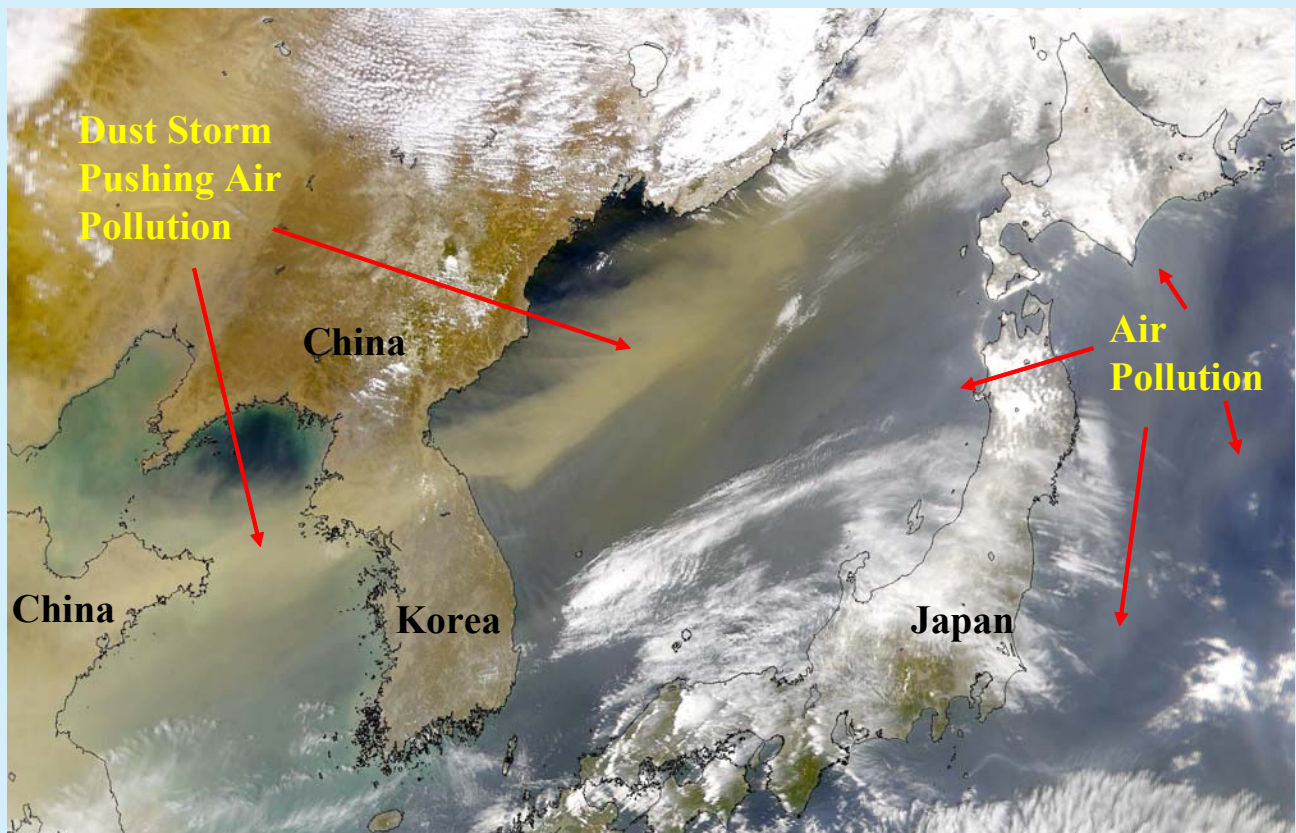 Dust Storm
Pushing Air
Pollution
China
Air
Pollution
China
Korea
Japan